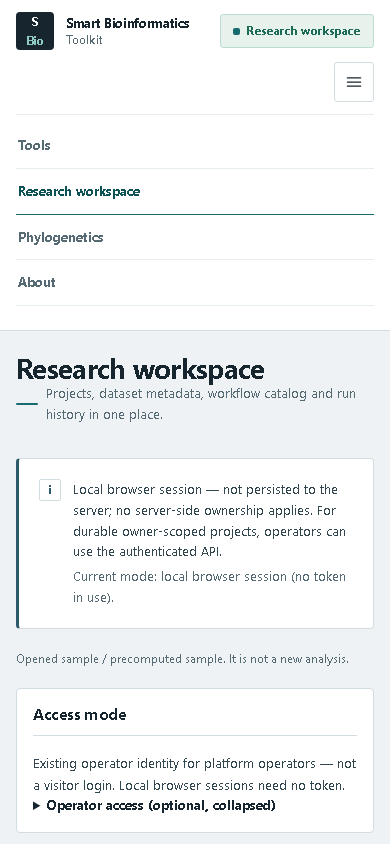 S
Bio
Smart Bioinformatics
Toolkit
Research workspace
Tools
Research workspace
Phylogenetics
About
Research workspace
Projects, dataset metadata, workflow catalog and run
history in one place.
i
Local browser session — not persisted to the
server; no server-side ownership applies. For
durable owner-scoped projects, operators can
use the authenticated API.
Current mode: local browser session (no token
in use).
Opened sample / precomputed sample. It is not a new analysis.
Access mode
Existing operator identity for platform operators — not
a visitor login. Local browser sessions need no token.
Operator access (optional, collapsed)